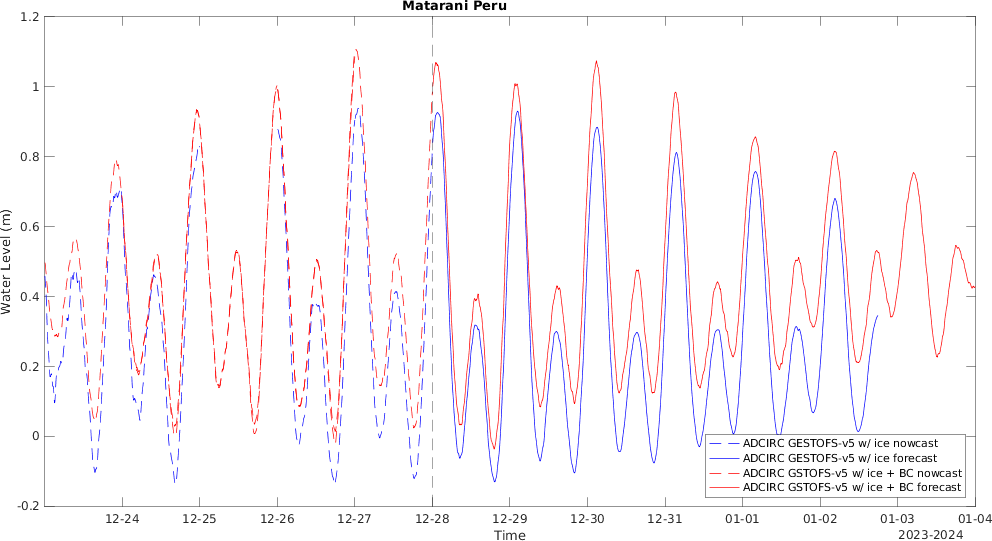 Matarani Peru
1.2
1
0.8
0.6
0.4
0.2
0
-0.2
Water Level (m)
ADCIRC GESTOFS-v5 w/ ice nowcast
ADCIRC GESTOFS-v5 w/ ice forecast
ADCIRC GSTOFS-v5 w/ ice + BC nowcast
ADCIRC GSTOFS-v5 w/ ice + BC forecast
12-24 12-25 12-26 12-27 12-28 12-29 12-30 12-31 01-01 01-02 01-03 01-04
Time
2023-2024